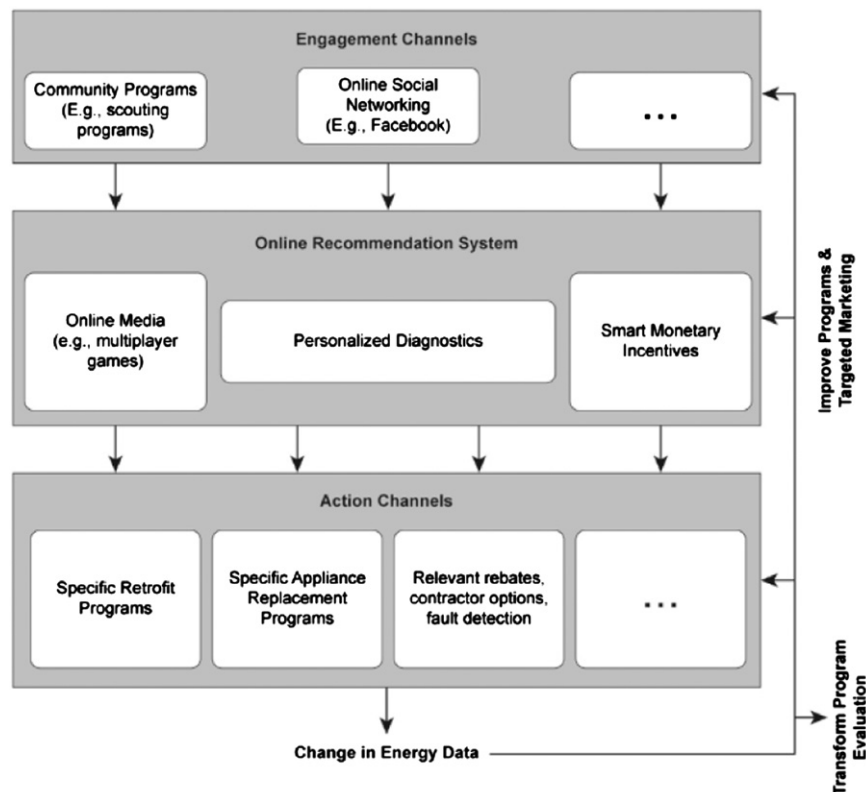 Engagement Channels
Community Programs
(E.g., scouting
programs)
Online Social
Networking
(E.g., Facebook)
...
Online Recommendation System
Online Media
(e.g., multiplayer
games)
Personalized Diagnostics
Smart Monetary
Incentives
Action Channels
Specific Retrofit
Programs
Specific Appliance
Replacement
Programs
Relevant rebates,
contractor options,
fault detection
...
Change in Energy Data
Improve Programs &
Targeted Marketing
Transform Program
Evaluation